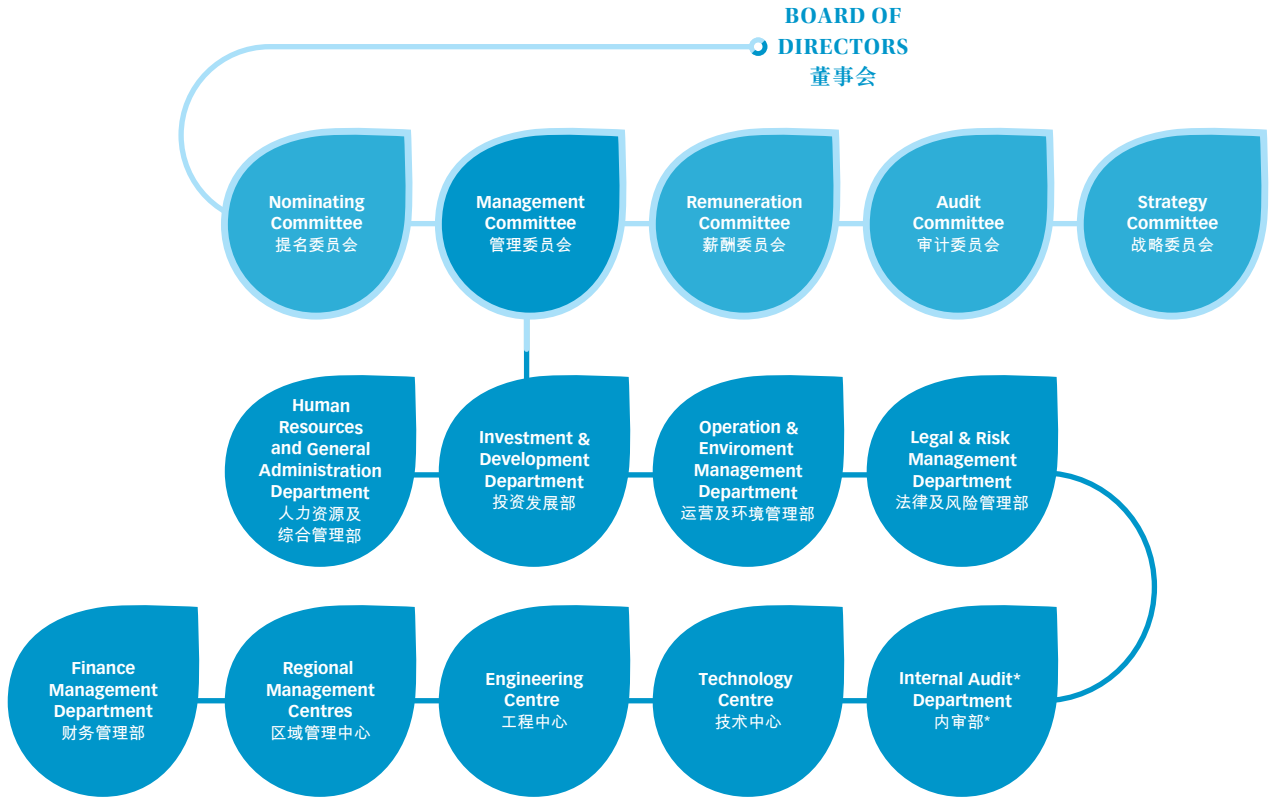 BOARD OF
DIRECTORS
董事会
Nominating
Committee
提名委员会
Management
Committee
管理委员会
Remuneration
Committee
薪酬委员会
Audit
Committee
审计委员会
Strategy
Committee
战略委员会
Human
Resources
and General
Administration
Department
人力资源及
综合管理部
Investment &
Development
Department
投资发展部
Operation &
Enviroment
Management
Department
运营及环境管理部
Legal & Risk
Management
Department
法律及风险管理部
Finance
Management
Department
财务管理部
Regional
Management
Centres
区域管理中心
Engineering
Centre
工程中心
Technology
Centre
技术中心
Internal Audit*
Department
内审部*